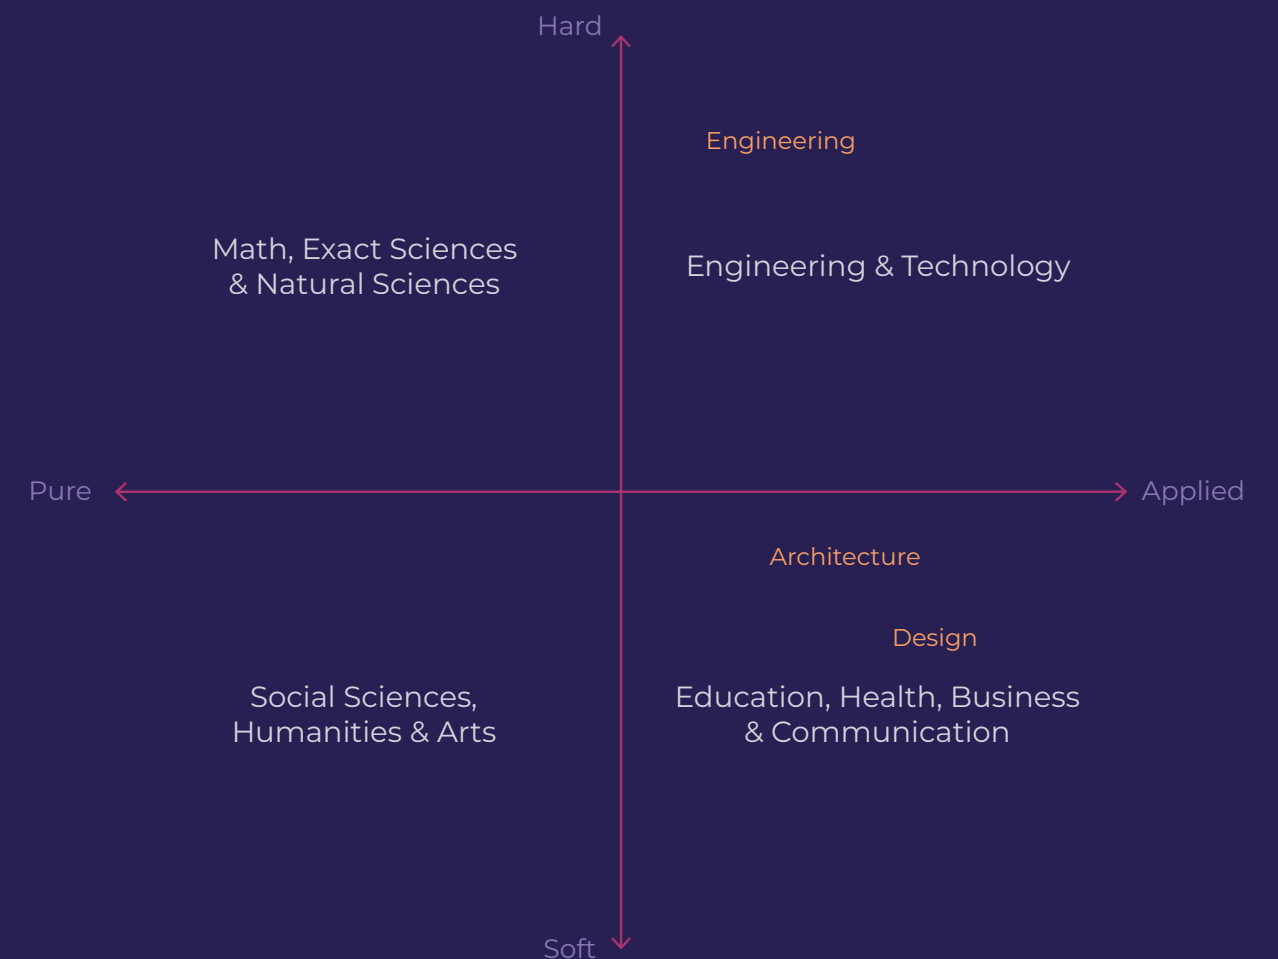 Hard
Engineering
Math, Exact Sciences
& Natural Sciences
Engineering & Technology
Pure
Applied
Architecture
Design
Social Sciences,
Humanities & Arts
Education, Health, Business
& Communication
Soft